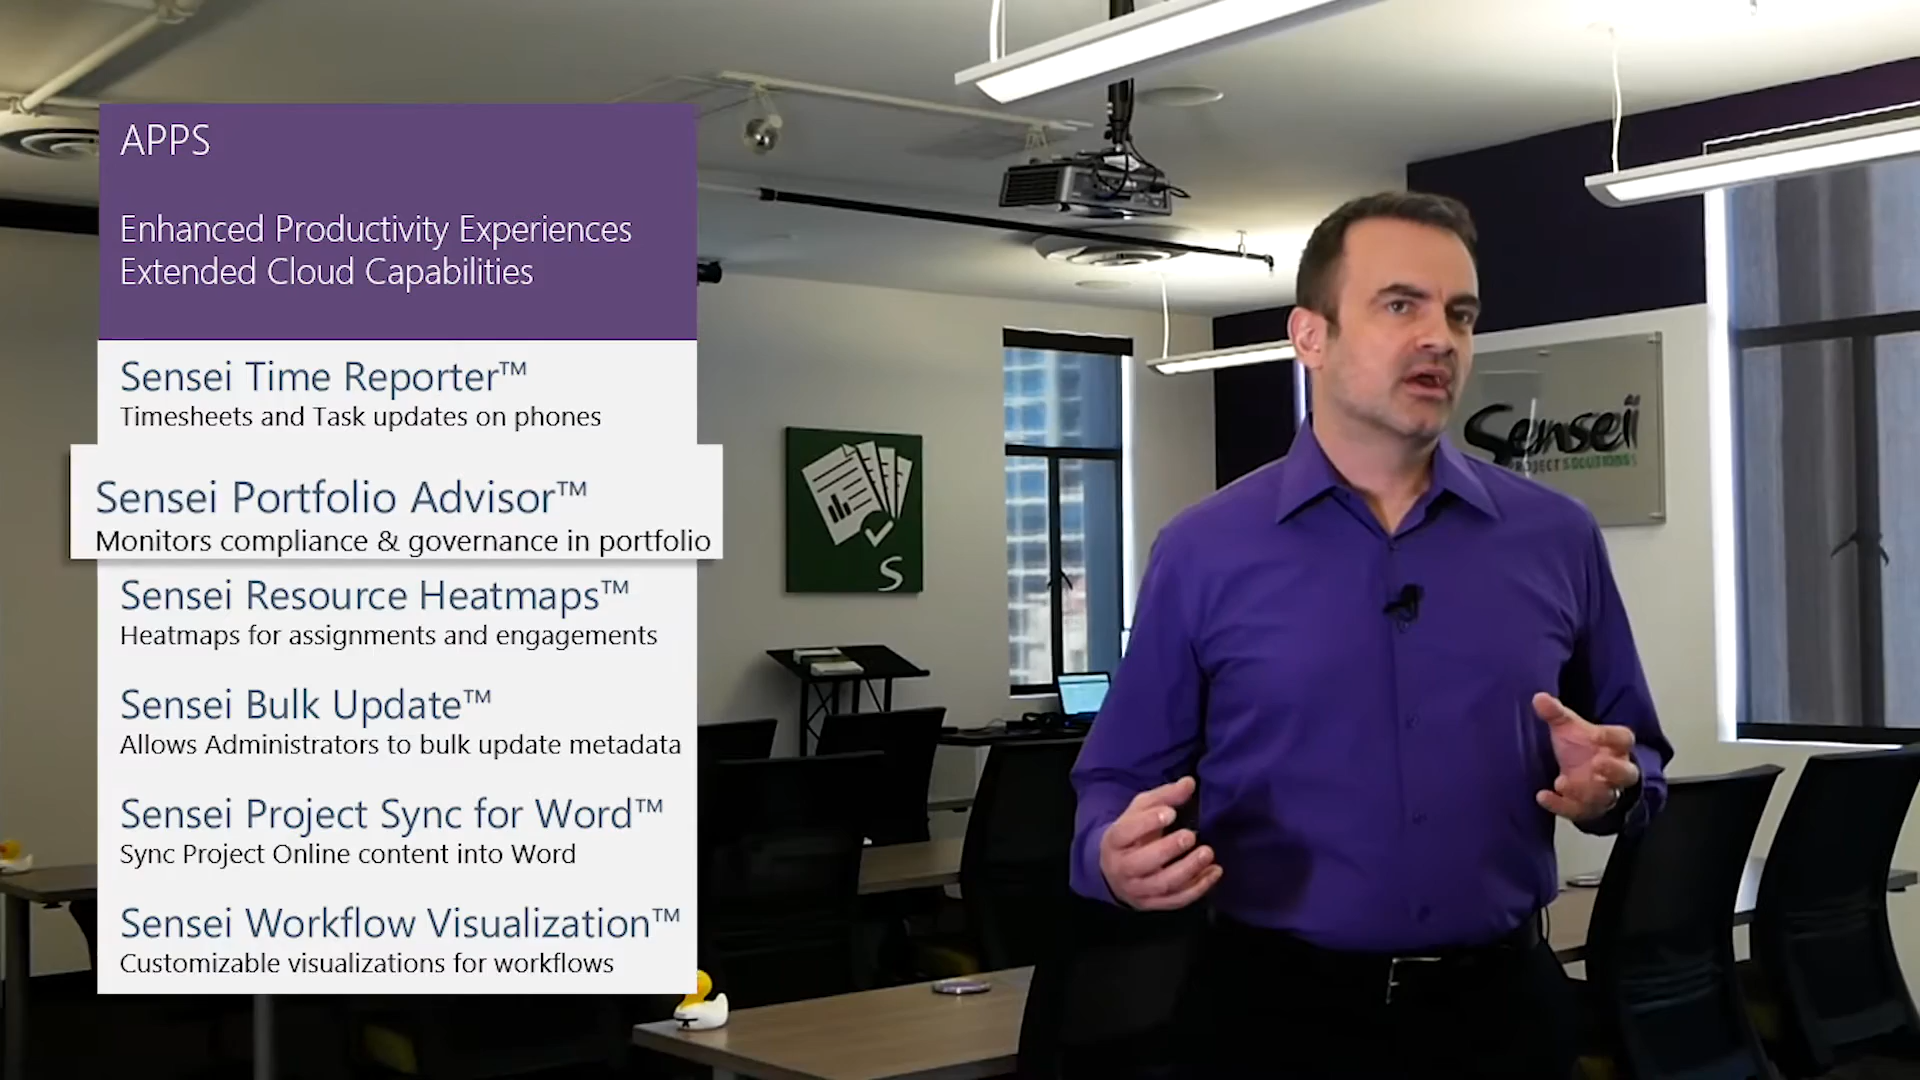 APPS
Enhanced Productivity Experiences
Extended Cloud Capabilities
Sensei Time Reporter™
Timesheets and Task updates on phones
Sensei Portfolio Advisor™
Monitors compliance & governance in portfolio
Sensei Resource Heatmaps™
Heatmaps for assignments and engagements
Sensei Bulk Update™
Allows Administrators to bulk update metadata
Sensei Project Sync for Word™
Sync Project Online content into Word
Sensei Workflow Visualization™
Customizable visualizations for workflows
S
Sensei
PROJECT SOLUTIONS